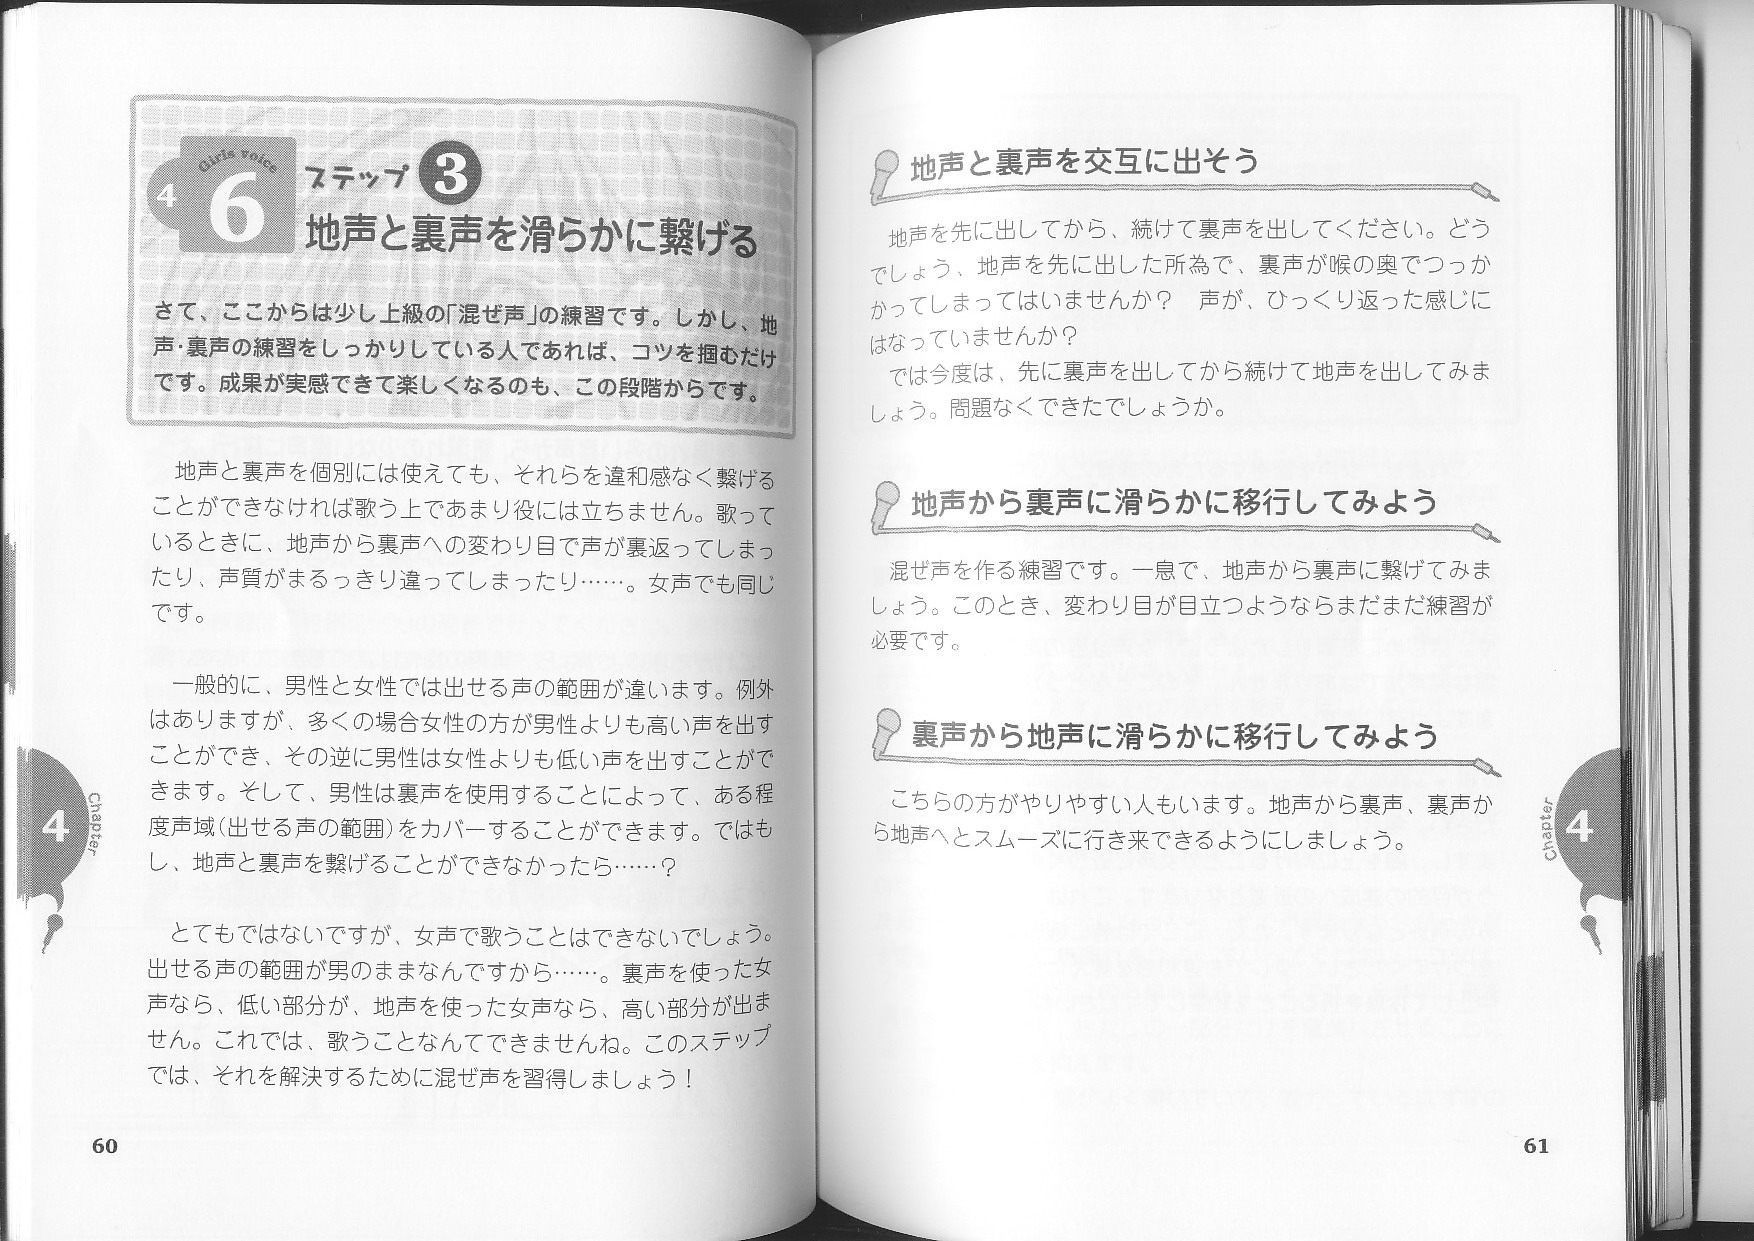 Girls voice
4
6
ステップ 3
地声と裏声を滑らかに繋げる
さて、ここからは少し上級の「混ぜ声」の練習です。しかし、地
声・裏声の練習をしっかりしている人であれば、コツを掴むだけ
です。成果が実感できて楽しくなるのも、この段階からです。
地声と裏声を個別には使えても、それらを違和感なく繋げる
ことができなければ歌う上であまり役には立ちません。歌って
いるときに、地声から裏声への変わり目で声が裏返ってしまっ
たり、声質がまるっきり違ってしまったり……。女声でも同じ
です。
一般的に、男性と女性では出せる声の範囲が違います。例外
はありますが、多くの場合女性の方が男性よりも高い声を出す
ことができ、その逆に男性は女性よりも低い声を出すことがで
きます。そして、男性は裏声を使用することによって、ある程
度声域（出せる声の範囲）をカバーすることができます。ではも
し、地声と裏声を繋げることができなかったら……？
とてもではないですが、女声で歌うことはできないでしょう。
出せる声の範囲が男のままなんですから……。裏声を使った女
声なら、低い部分が、地声を使った女声なら、高い部分が出ま
せん。これでは、歌うことなんてできませんね。このステップ
では、それを解決するために混ぜ声を習得しましょう！
4
Chapter
60
地声と裏声を交互に出そう
地声を先に出してから、続けて裏声を出してください。どう
でしょう、地声を先に出した所為で、裏声が喉の奥でつっか
かってしまってはいませんか？　声が、ひっくり返った感じに
はなっていませんか？
では今度は、先に裏声を出してから続けて地声を出してみま
しょう。問題なくできたでしょうか。
地声から裏声に滑らかに移行してみよう
混ぜ声を作る練習です。一息で、地声から裏声に繋げてみま
しょう。このとき、変わり目が目立つようならまだまだ練習が
必要です。
裏声から地声に滑らかに移行してみよう
こちらの方がやりやすい人もいます。地声から裏声、裏声か
ら地声へとスムーズに行き来できるようにしましょう。
Chapter
4
61